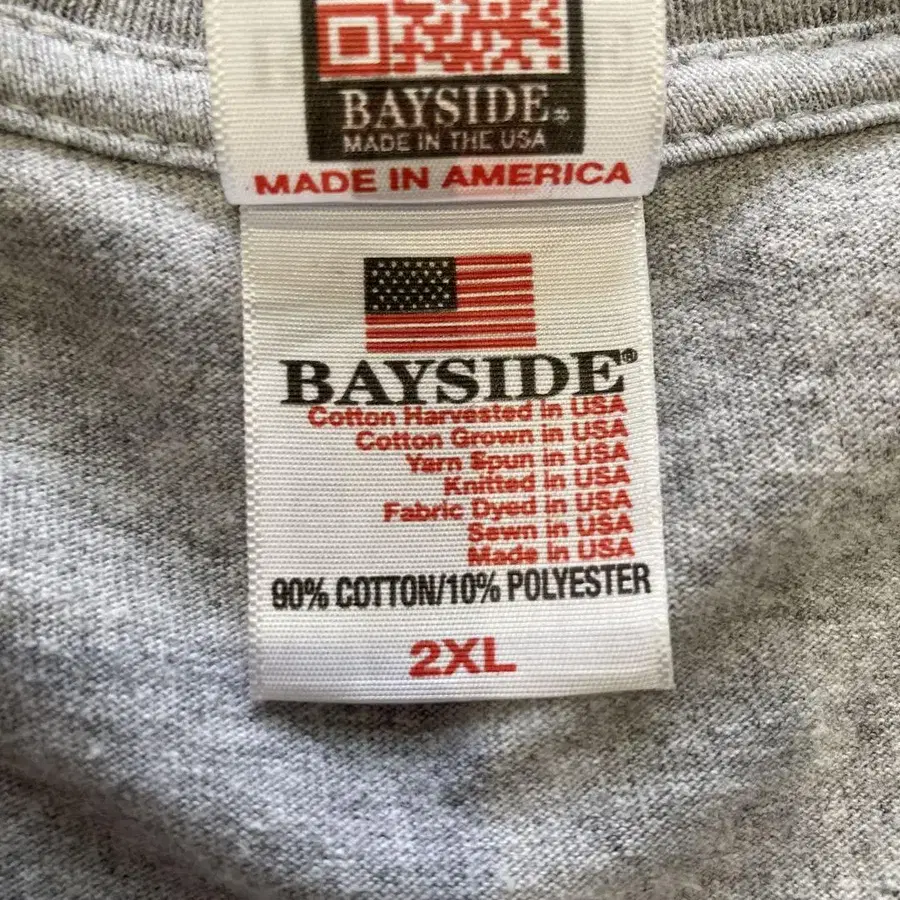 BAYSIDE®
MADE IN THE USA
MADE IN AMERICA
BAYSIDE®
Cotton Harvested in USA
Cotton Grown in USA
Yarn Spun in USA
Knitted in USA
Fabric Dyed in USA
Sewn in USA
Made in USA
90% COTTON/10% POLYESTER
2XL